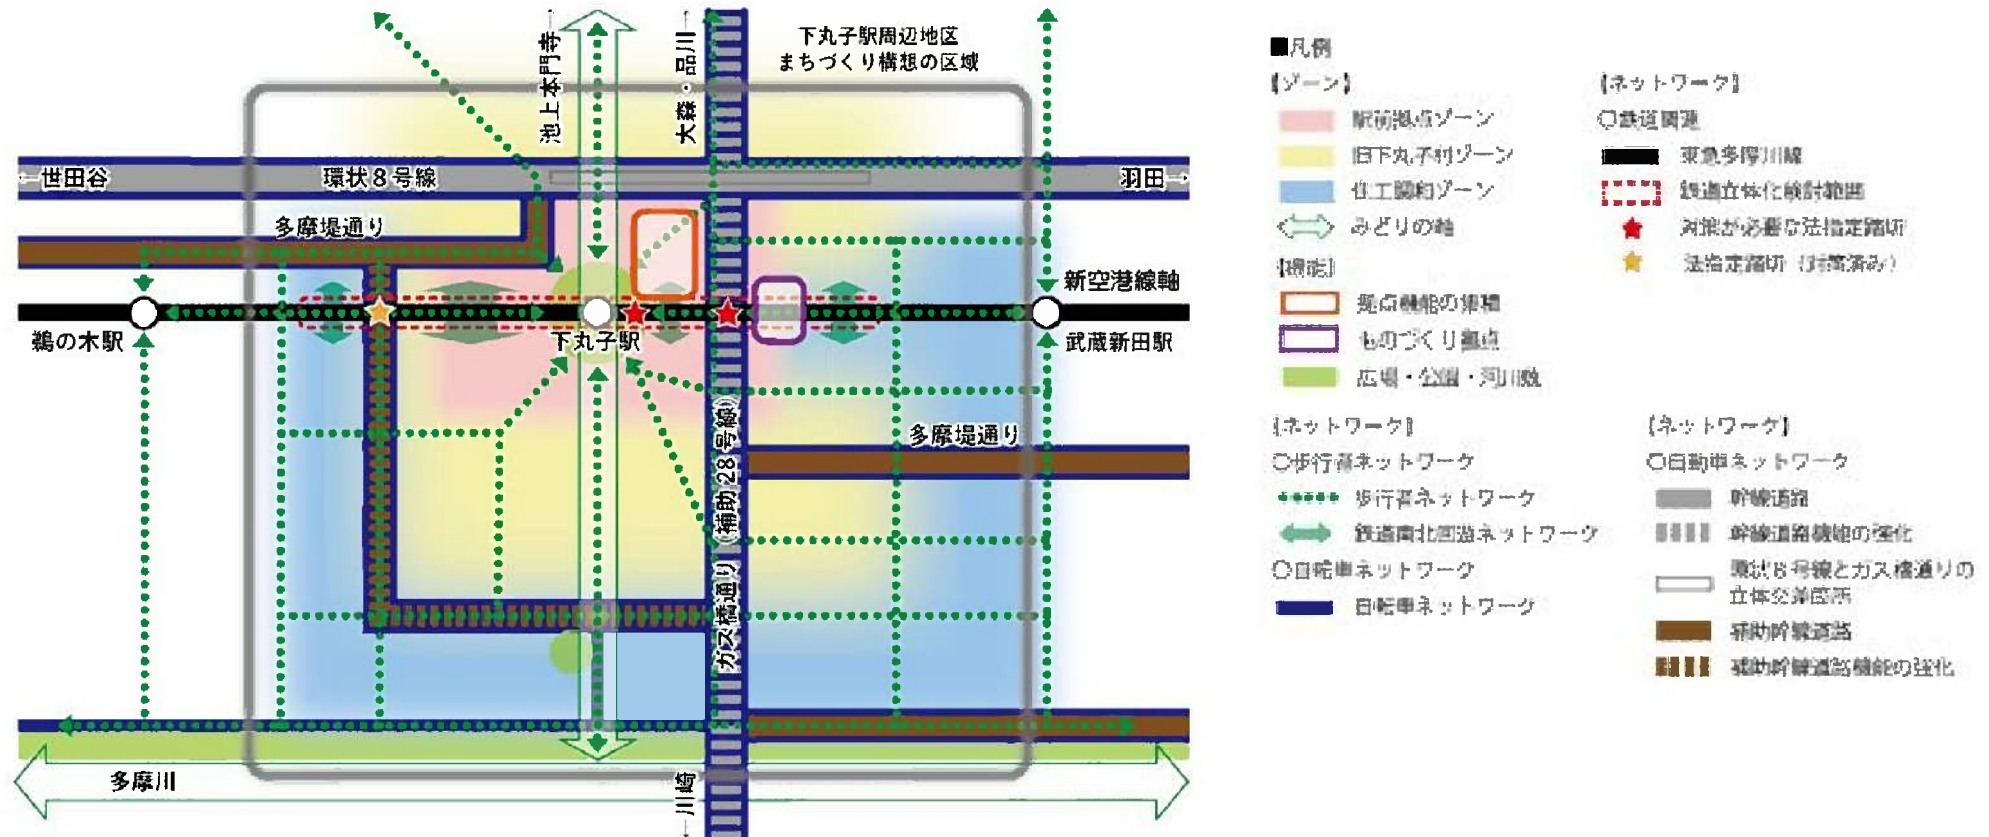 下丸子駅周辺地区
まちづくり構想の区域
池上本門寺
大森・品川
世田谷
環状8号線
羽田
多摩堤通り
新空港線軸
鵜の木駅
下丸子駅
武蔵新田駅
多摩堤通り
ガス橋通り（補助28号線）
多摩川
川崎
■凡例
【ゾーン】
駅前拠点ゾーン
旧下丸子村ゾーン
住工調和ゾーン
みどりの軸
【機能】
拠点機能の集積
ものづくり拠点
広場・公園・河川敷
【ネットワーク】
○鉄道関連
東急多摩川線
鉄道立体化検討範囲
対策が必要な法指定踏切
法指定踏切（対策済み）
【ネットワーク】
○歩行者ネットワーク
歩行者ネットワーク
鉄道南北回遊ネットワーク
○自転車ネットワーク
自転車ネットワーク
【ネットワーク】
○自動車ネットワーク
幹線道路
幹線道路機能の強化
環状8号線とガス橋通りの
立体交差箇所
補助幹線道路
補助幹線道路機能の強化